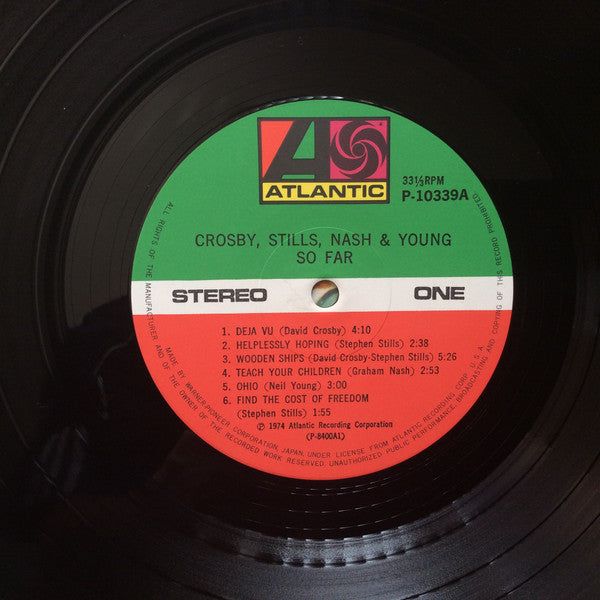 ATLANTIC
33⅓RPM
P-10339A
CROSBY, STILLS, NASH & YOUNG
SO FAR
STEREO ONE
1. DEJA VU (David Crosby) 4:10
2. HELPLESSLY HOPING (Stephen Stills) 2:38
3. WOODEN SHIPS (David Crosby-Stephen Stills) 5:26
4. TEACH YOUR CHILDREN (Graham Nash) 2:53
5. OHIO (Neil Young) 3:00
6. FIND THE COST OF FREEDOM
(Stephen Stills) 1:55
Ⓟ 1974 Atlantic Recording Corporation
(P-8400A1)
MADE BY WARNER-PIONEER CORPORATION, JAPAN, UNDER LICENSE FROM ATLANTIC RECORDING CORP., U.S.A.
ALL RIGHTS OF THE MANUFACTURER AND OF THE OWNER OF THE RECORDED WORK RESERVED. UNAUTHORIZED PUBLIC PERFORMANCE, BROADCASTING AND COPYING OF THIS RECORD PROHIBITED.